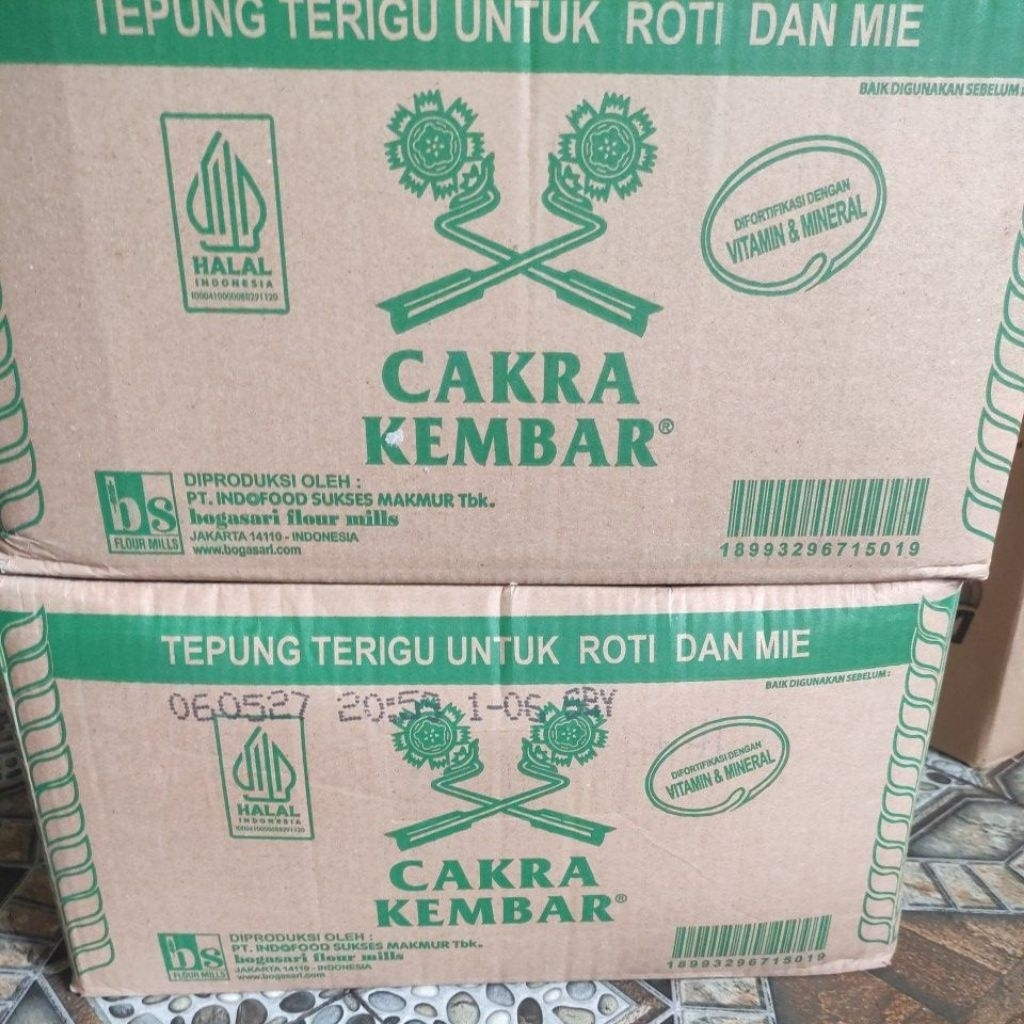 TEPUNG TERIGU UNTUK ROTI DAN MIE
BAIK DIGUNAKAN SEBELUM :
HALAL
INDONESIA
DIFORTIFIKASI DENGAN
VITAMIN & MINERAL
CAKRA
KEMBAR®
bs
FLOUR MILLS
DIPRODUKSI OLEH :
PT. INDOFOOD SUKSES MAKMUR Tbk.
bogasari flour mills
JAKARTA 14110 - INDONESIA
www.bogasari.com
18993296715019
TEPUNG TERIGU UNTUK ROTI DAN MIE
BAIK DIGUNAKAN SEBELUM :
060527
1-06
HALAL
INDONESIA
DIFORTIFIKASI DENGAN
VITAMIN & MINERAL
CAKRA
KEMBAR®
bs
FLOUR MILLS
DIPRODUKSI OLEH :
PT. INDOFOOD SUKSES MAKMUR Tbk.
bogasari flour mills
JAKARTA 14110 - INDONESIA
www.bogasari.com
18993296715019